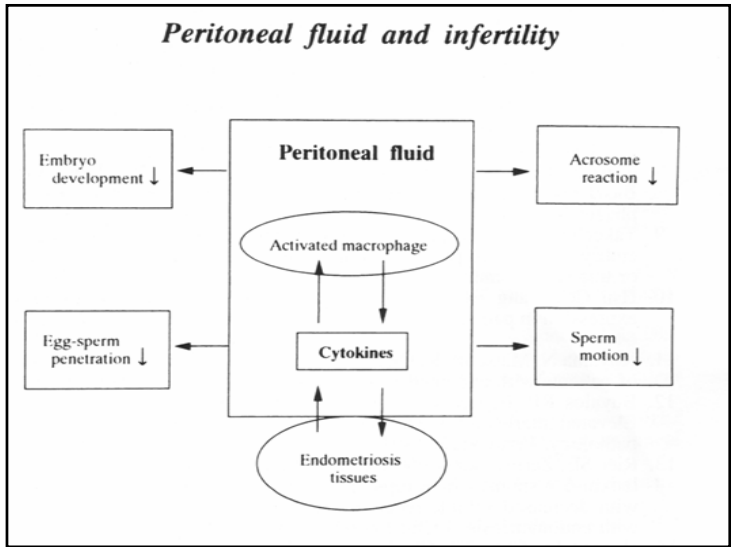 Peritoneal fluid and infertility
Embryo
development ↓
Peritoneal fluid
Acrosome
reaction ↓
Activated macrophage
Egg-sperm
penetration ↓
Cytokines
Sperm
motion ↓
Endometriosis
tissues